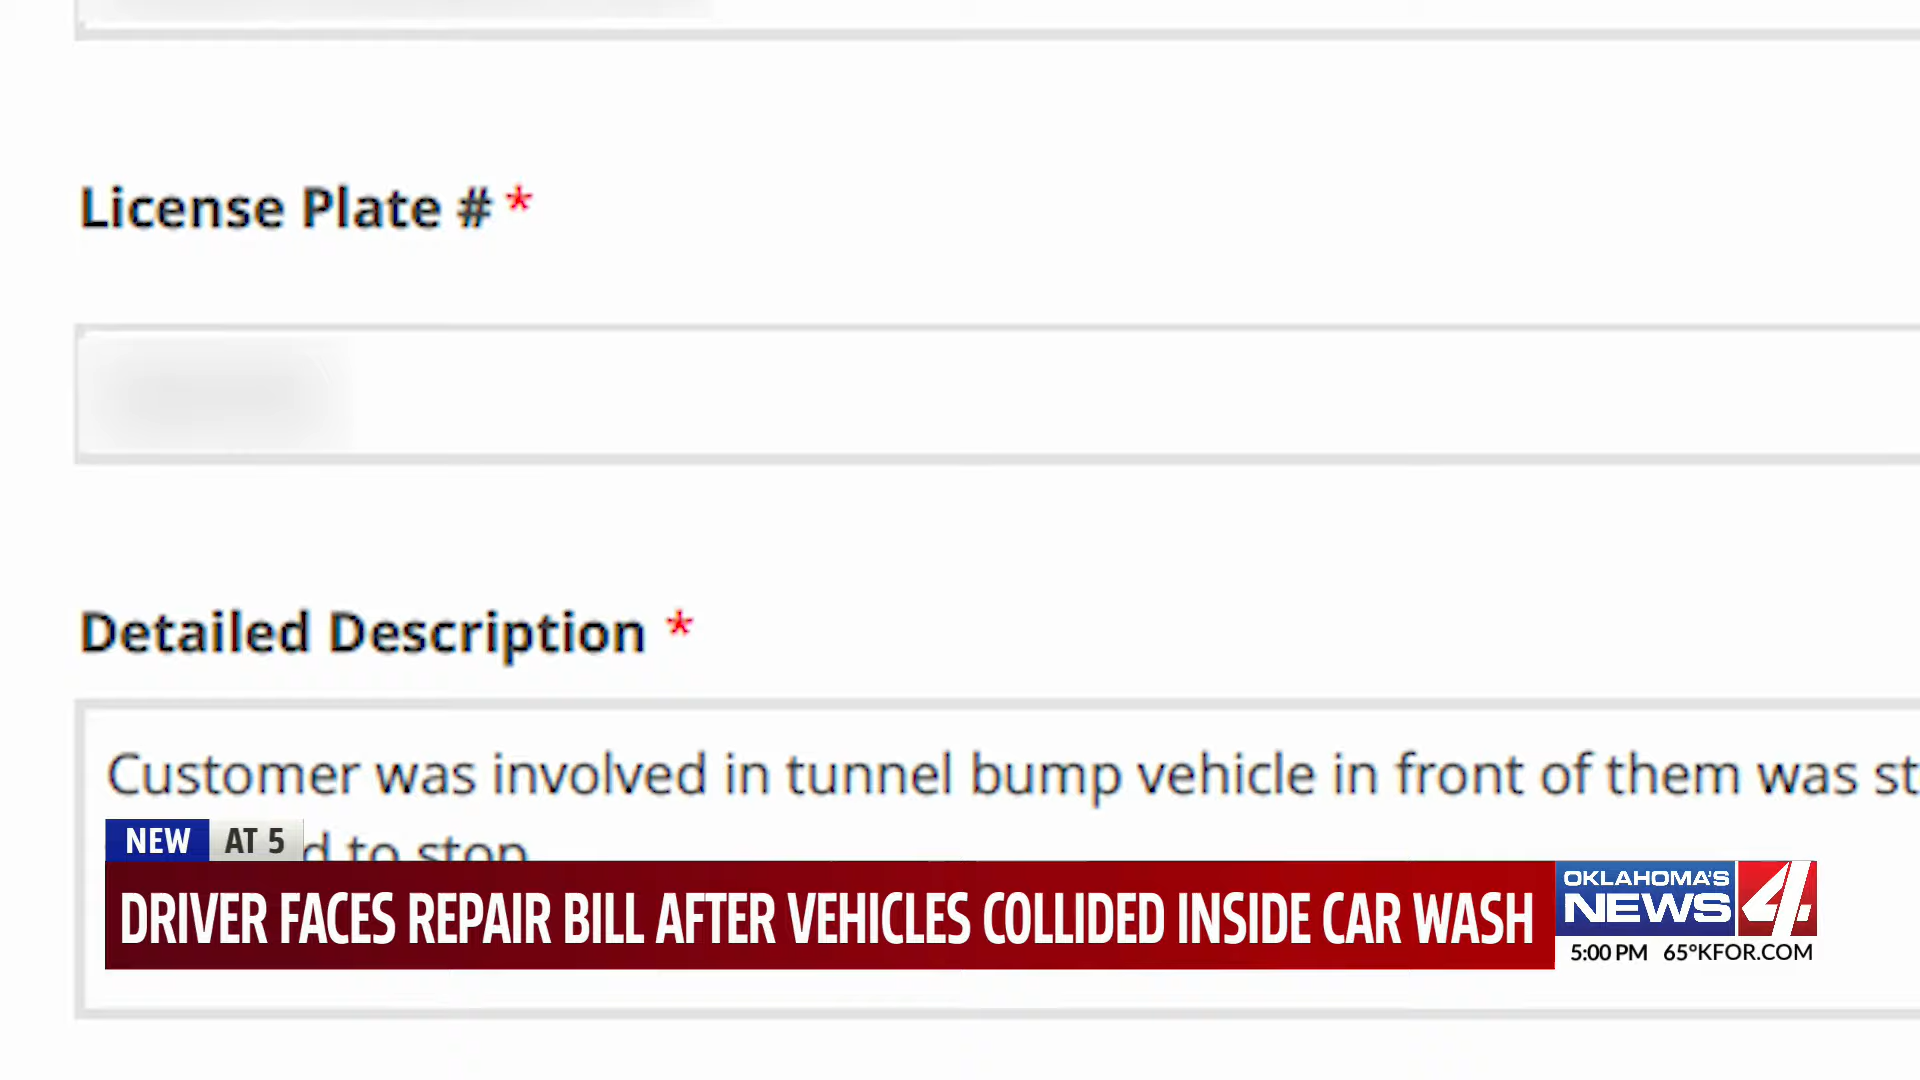 License Plate # *
Detailed Description *
Customer was involved in tunnel bump vehicle in front of them was
to stop
NEW AT 5
DRIVER FACES REPAIR BILL AFTER VEHICLES COLLIDED INSIDE CAR WASH
OKLAHOMA'S
NEWS 4
5:00 PM 65° KFOR.COM